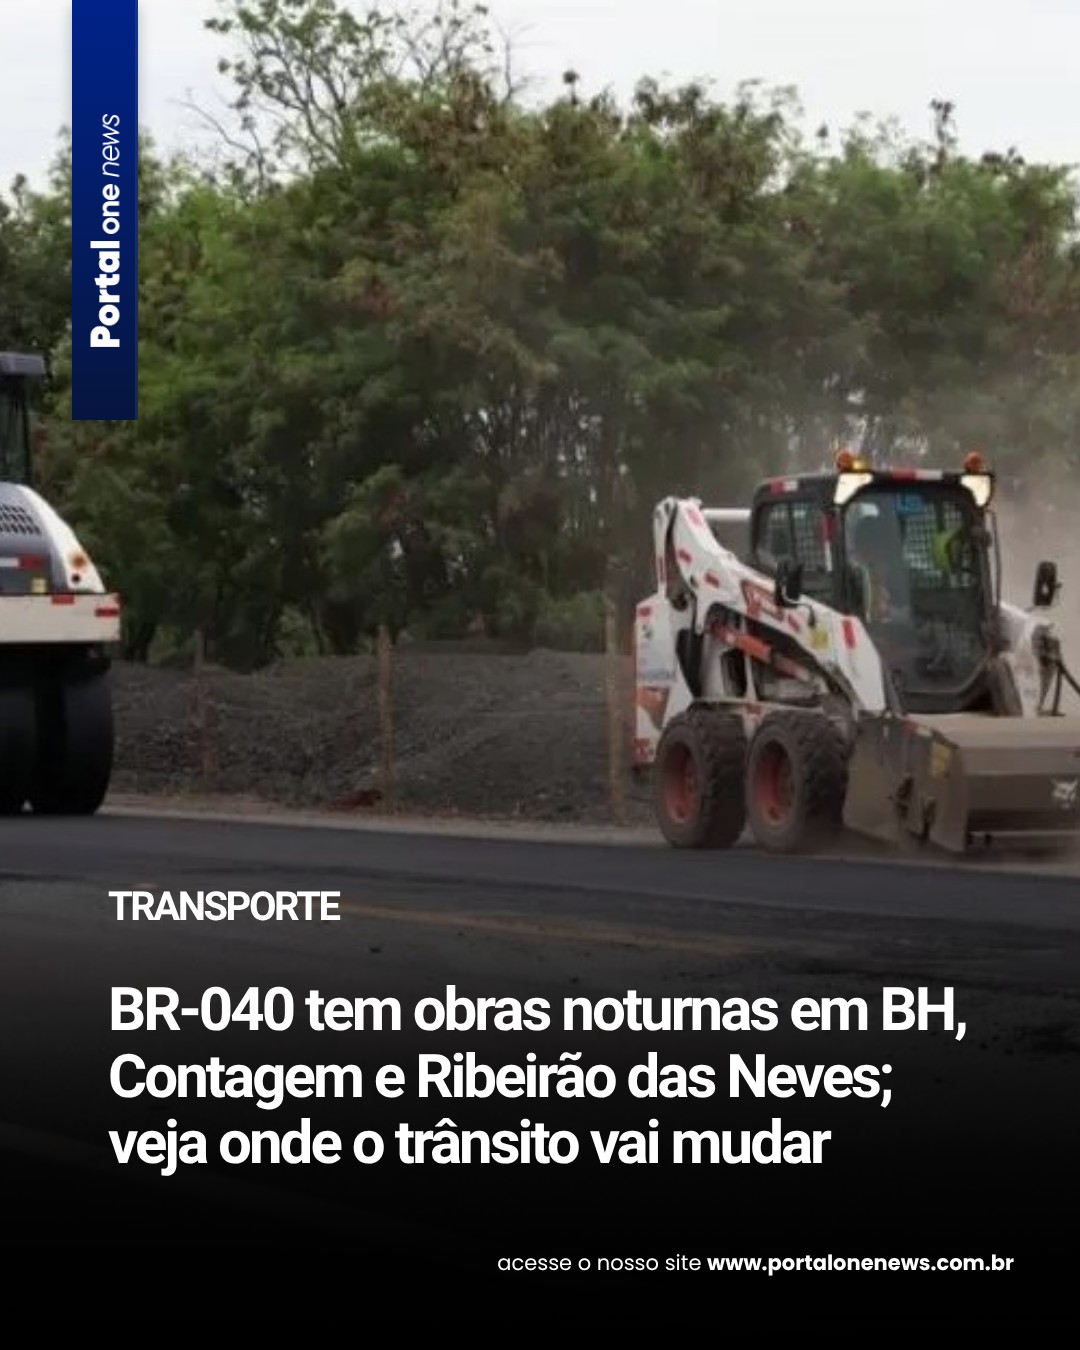 Portal one news
TRANSPORTE
BR-040 tem obras noturnas em BH,
Contagem e Ribeirão das Neves;
veja onde o trânsito vai mudar
acesse o nosso site www.portalonenews.com.br